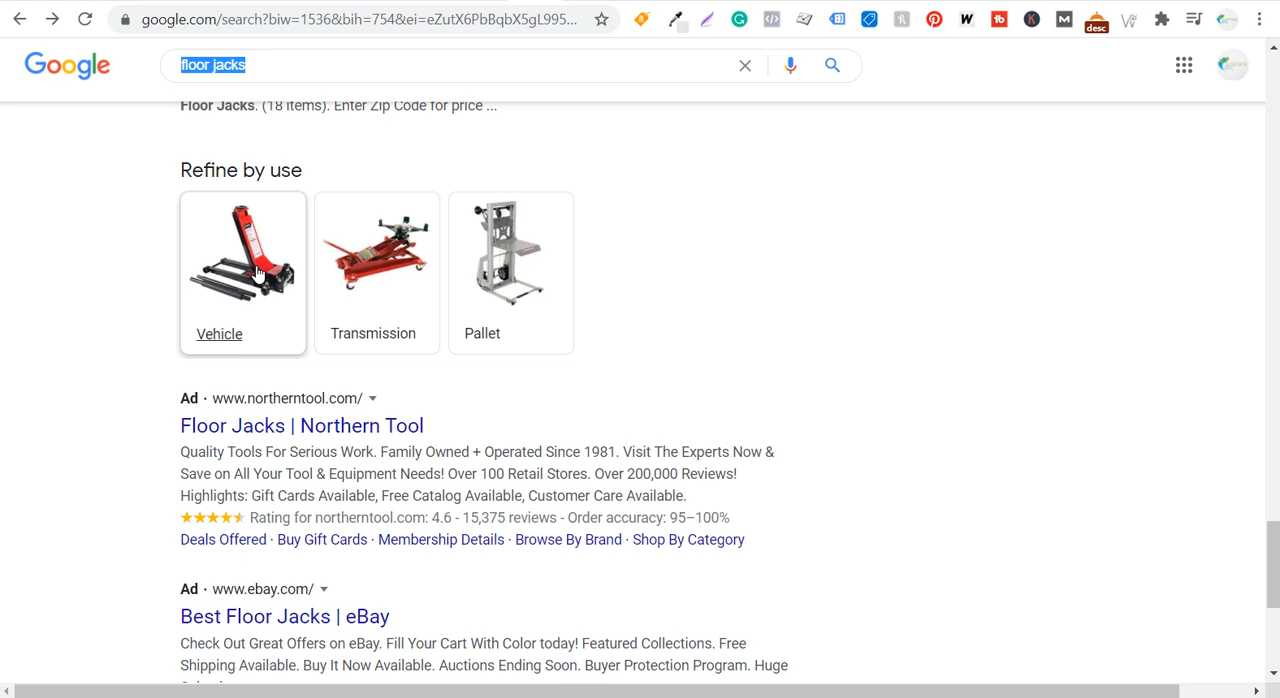 google.com/search?biw=1536&bih=754&ei=eZutX6PbBqbX5gL995...
desc
Google
floor jacks
Floor Jacks. (18 items). Enter Zip Code for price ...
Refine by use
Vehicle
Transmission
Pallet
Ad · www.northerntool.com/
Floor Jacks | Northern Tool
Quality Tools For Serious Work. Family Owned + Operated Since 1981. Visit The Experts Now &
Save on All Your Tool & Equipment Needs! Over 100 Retail Stores. Over 200,000 Reviews!
Highlights: Gift Cards Available, Free Catalog Available, Customer Care Available.
Rating for northerntool.com: 4.6 - 15,375 reviews - Order accuracy: 95–100%
Deals Offered · Buy Gift Cards · Membership Details · Browse By Brand · Shop By Category
Ad · www.ebay.com/
Best Floor Jacks | eBay
Check Out Great Offers on eBay. Fill Your Cart With Color today! Featured Collections. Free
Shipping Available. Buy It Now Available. Auctions Ending Soon. Buyer Protection Program. Huge